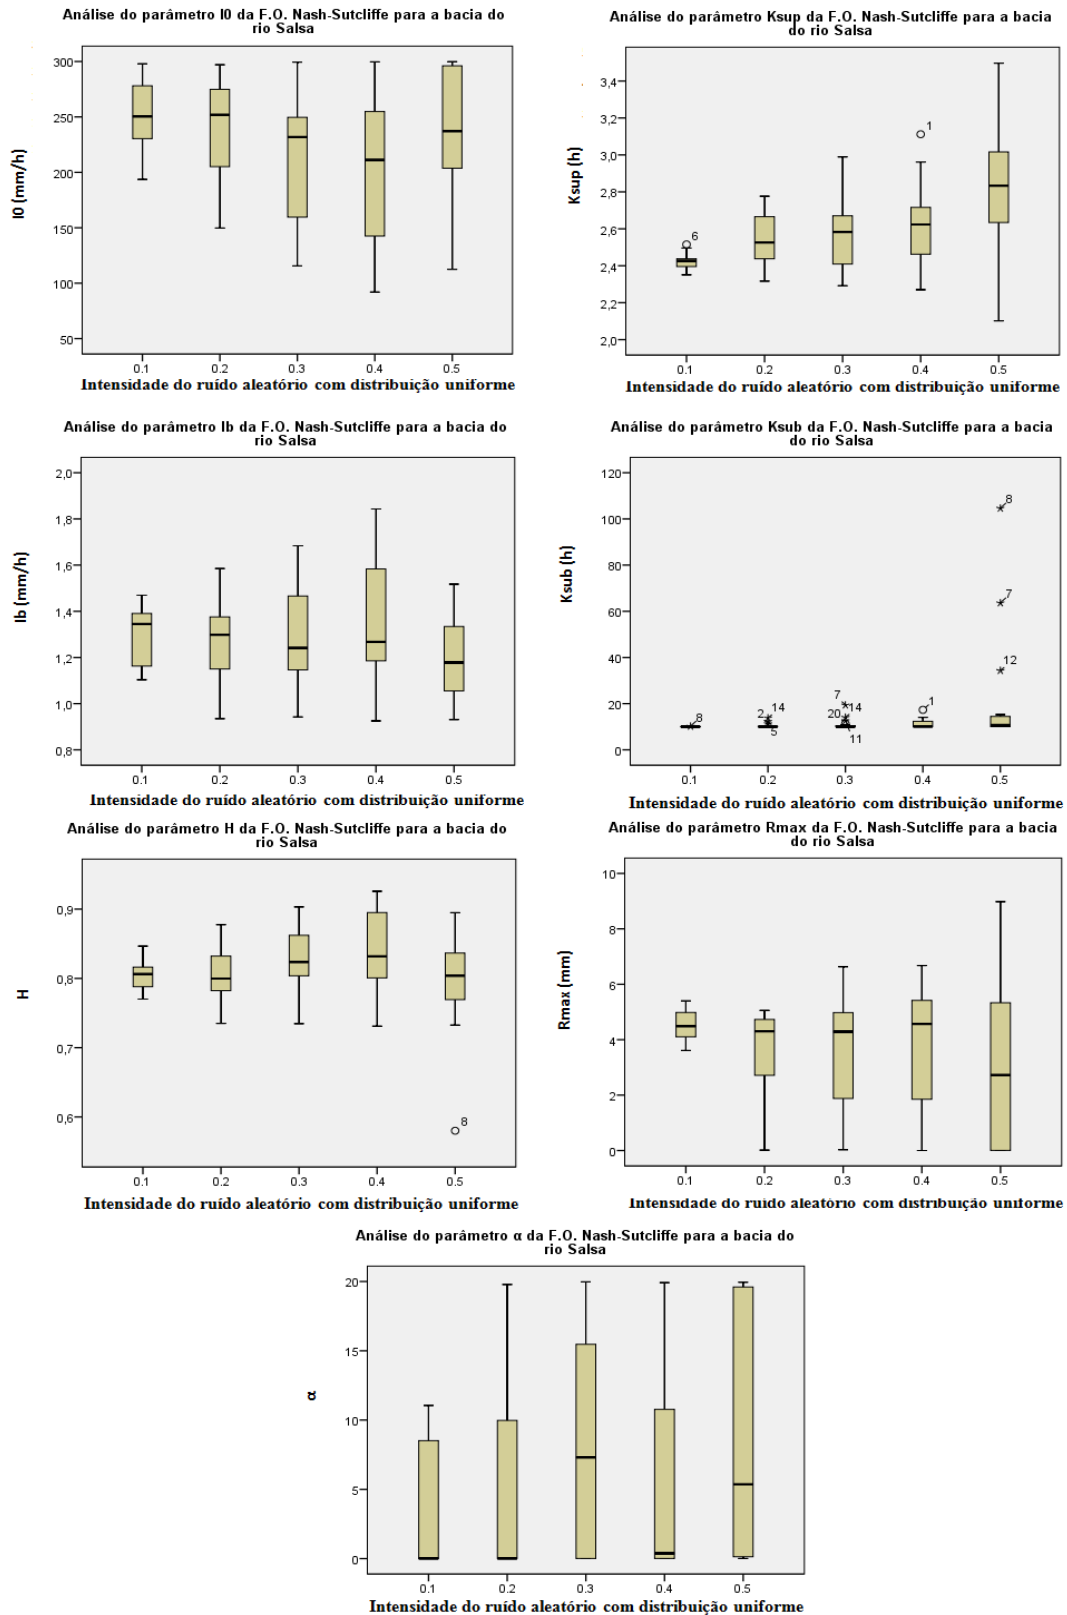 Análise do parâmetro I0 da F.O. Nash-Sutcliffe para a bacia do
rio Salsa
300
250
200
150
100
50
I0 (mm/h)
0.1 0.2 0.3 0.4 0.5
Intensidade do ruído aleatório com distribuição uniforme
Análise do parâmetro Ksup da F.O. Nash-Sutcliffe para a bacia
do rio Salsa
3,4
3,2
3,0
2,8
2,6
2,4
2,2
2,0
Ksup (h)
6
1
0.1 0.2 0.3 0.4 0.5
Intensidade do ruído aleatório com distribuição uniforme
Análise do parâmetro Ib da F.O. Nash-Sutcliffe para a bacia do
rio Salsa
2,0
1,8
1,6
1,4
1,2
1,0
0,8
Ib (mm/h)
0.1 0.2 0.3 0.4 0.5
Intensidade do ruído aleatório com distribuição uniforme
Análise do parâmetro Ksub da F.O. Nash-Sutcliffe para a bacia
do rio Salsa
120
100
80
60
40
20
0
Ksub (h)
8
2 14
5
7
20 14
11
1
8
7
12
0.1 0.2 0.3 0.4 0.5
Intensidade do ruído aleatório com distribuição uniforme
Análise do parâmetro H da F.O. Nash-Sutcliffe para a bacia do
rio Salsa
0,9
0,8
0,7
0,6
H
8
0.1 0.2 0.3 0.4 0.5
Intensidade do ruído aleatório com distribuição uniforme
Análise do parâmetro Rmax da F.O. Nash-Sutcliffe para a bacia
do rio Salsa
10
8
6
4
2
0
Rmax (mm)
0.1 0.2 0.3 0.4 0.5
Intensidade do ruído aleatório com distribuição uniforme
Análise do parâmetro α da F.O. Nash-Sutcliffe para a bacia do
rio Salsa
20
15
10
5
0
α
0.1 0.2 0.3 0.4 0.5
Intensidade do ruído aleatório com distribuição uniforme